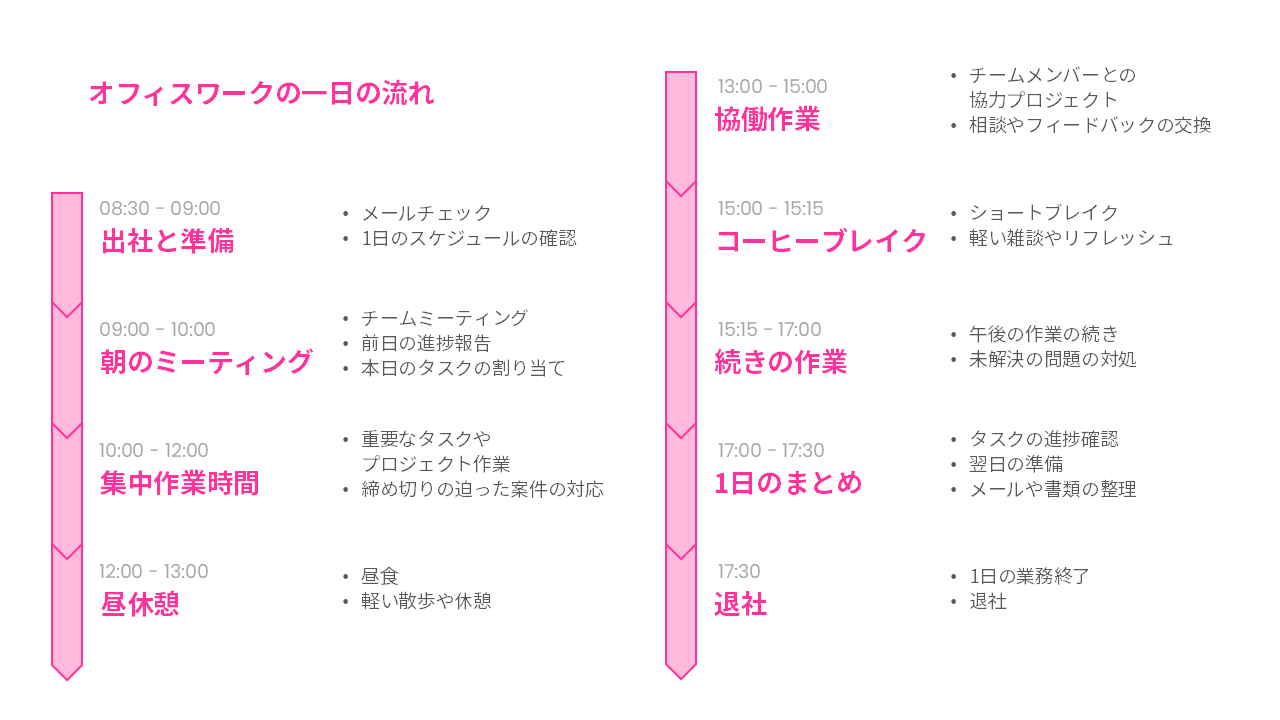 オフィスワークの一日の流れ
08:30 - 09:00
出社と準備
• メールチェック
• 1日のスケジュールの確認
09:00 - 10:00
朝のミーティング
• チームミーティング
• 前日の進捗報告
• 本日のタスクの割り当て
10:00 - 12:00
集中作業時間
• 重要なタスクや
プロジェクト作業
• 締め切りの迫った案件の対応
12:00 - 13:00
昼休憩
• 昼食
• 軽い散歩や休憩
13:00 - 15:00
協働作業
• チームメンバーとの
協力プロジェクト
• 相談やフィードバックの交換
15:00 - 15:15
コーヒーブレイク
• ショートブレイク
• 軽い雑談やリフレッシュ
15:15 - 17:00
続きの作業
• 午後の作業の続き
• 未解決の問題の対処
17:00 - 17:30
1日のまとめ
• タスクの進捗確認
• 翌日の準備
• メールや書類の整理
17:30
退社
• 1日の業務終了
• 退社